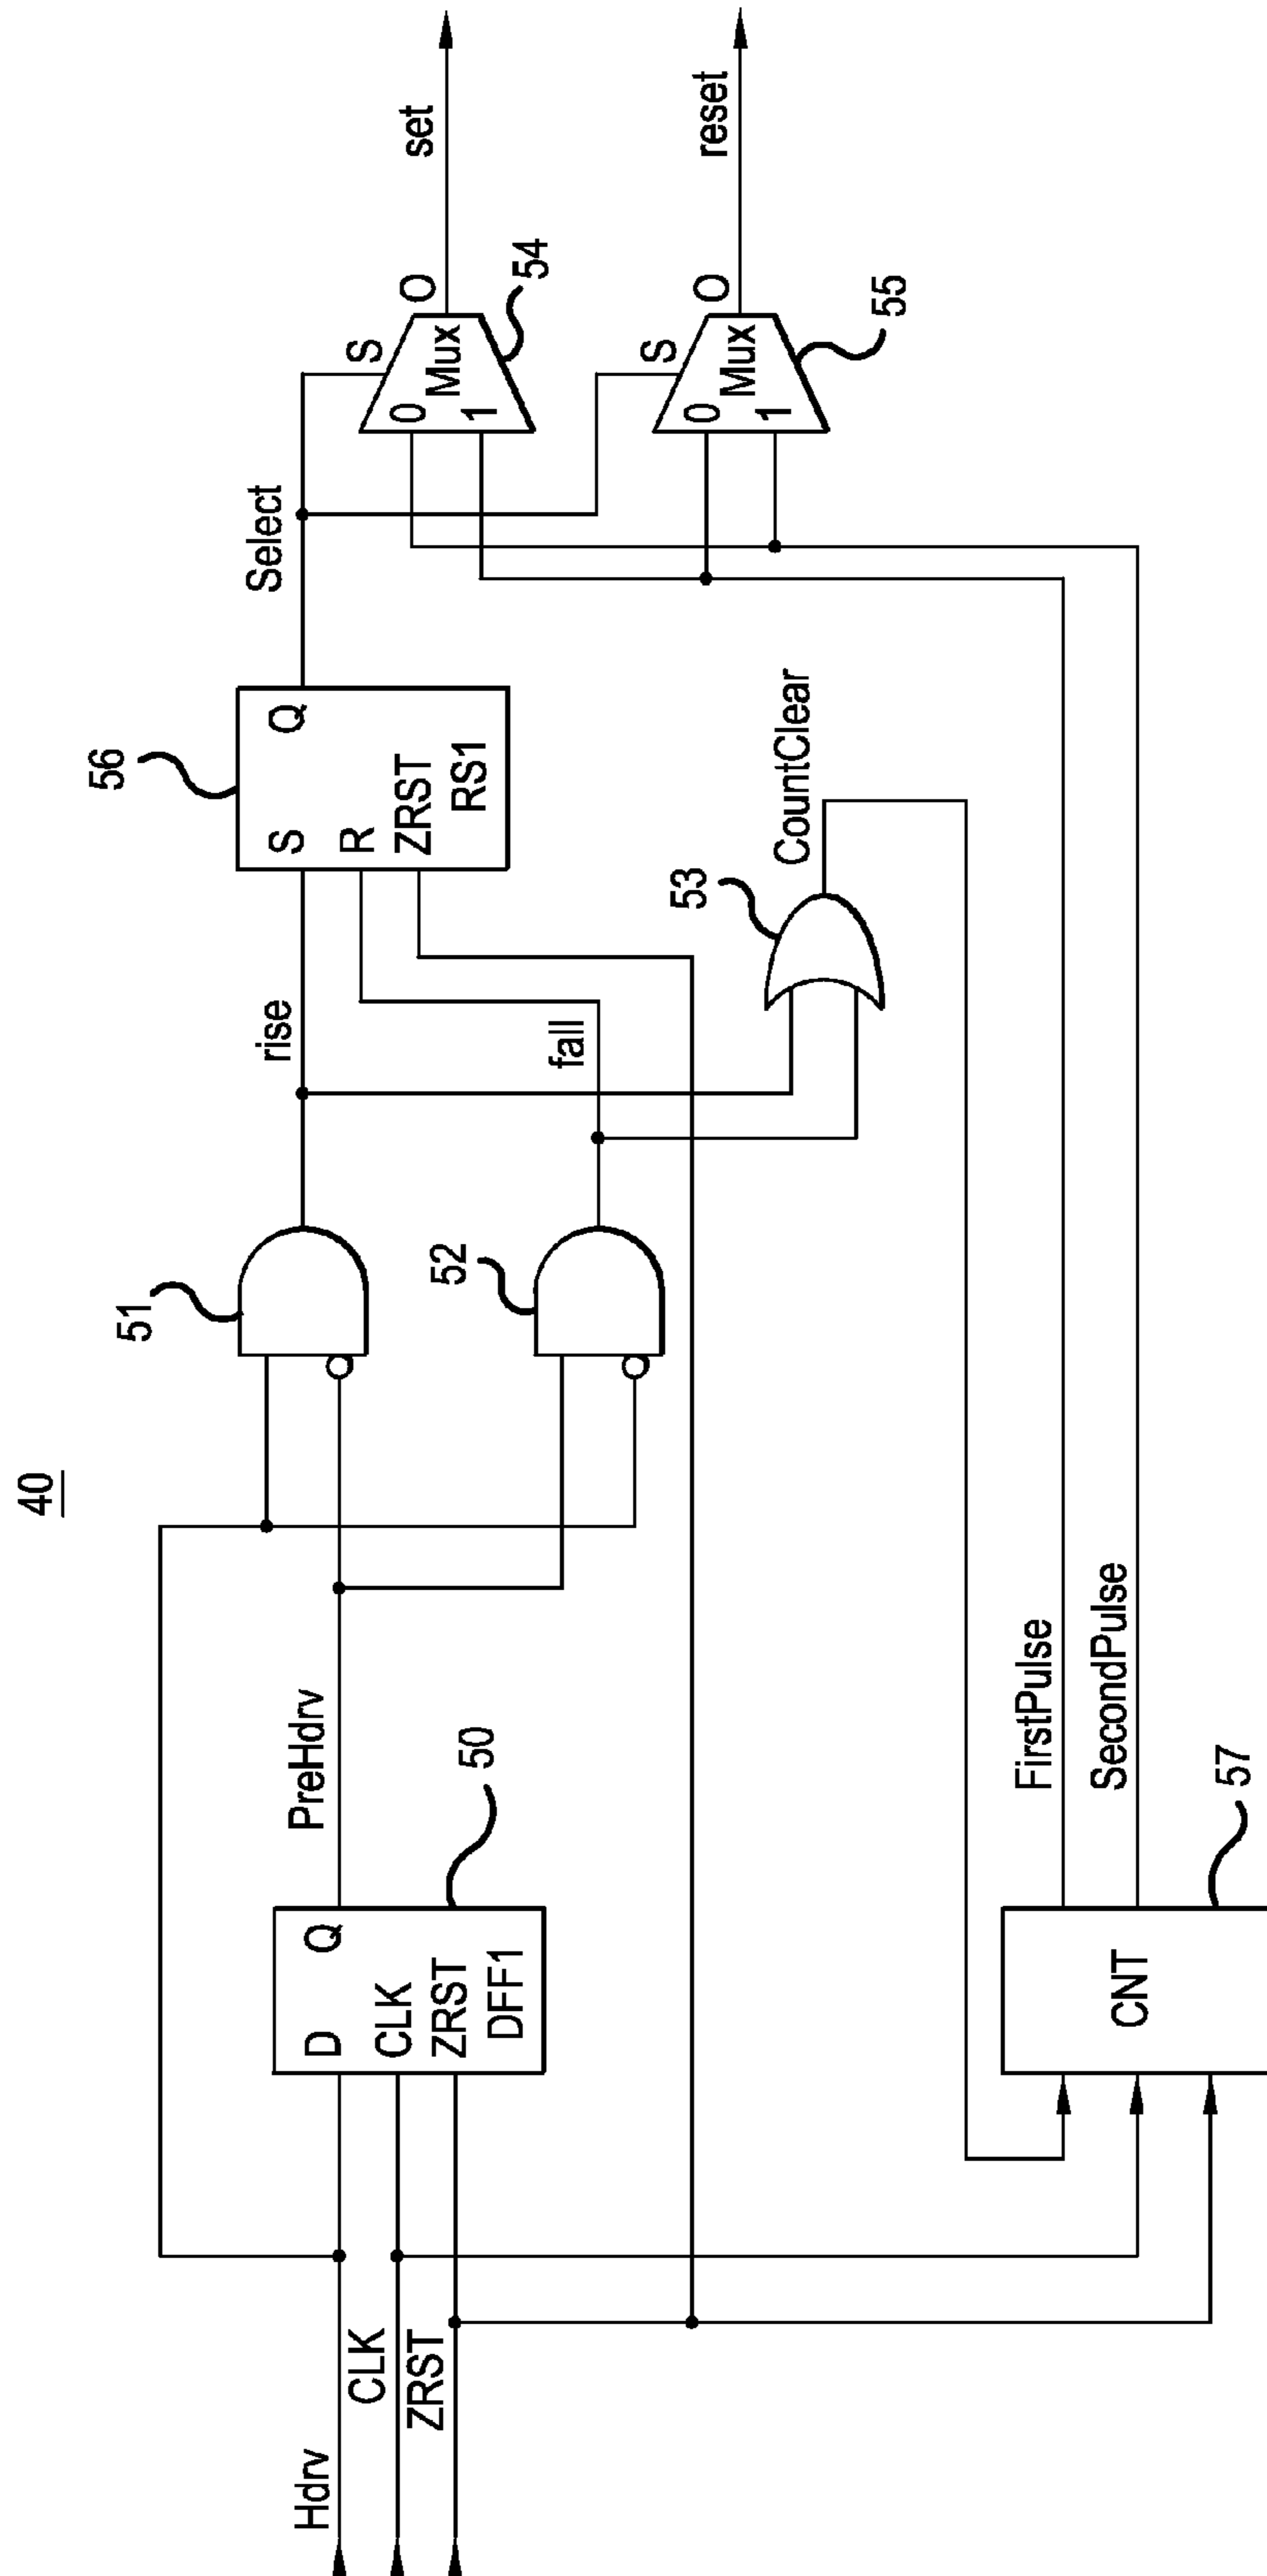 40
Hdrv
CLK
ZRST
D
Q
CLK
ZRST
DFF1
50
PreHdrv
51
52
rise
fall
56
S
Q
R
ZRST
RS1
Select
53
CountClear
S
0
Mux
1
O
54
set
S
0
Mux
1
O
55
reset
CNT
57
FirstPulse
SecondPulse